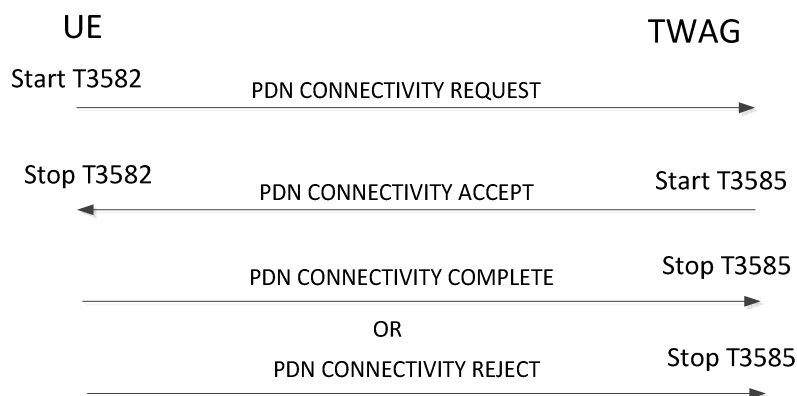 UE
TWAG
Start T3582
PDN CONNECTIVITY REQUEST
Stop T3582
PDN CONNECTIVITY ACCEPT
Start T3585
PDN CONNECTIVITY COMPLETE
Stop T3585
OR
PDN CONNECTIVITY REJECT
Stop T3585